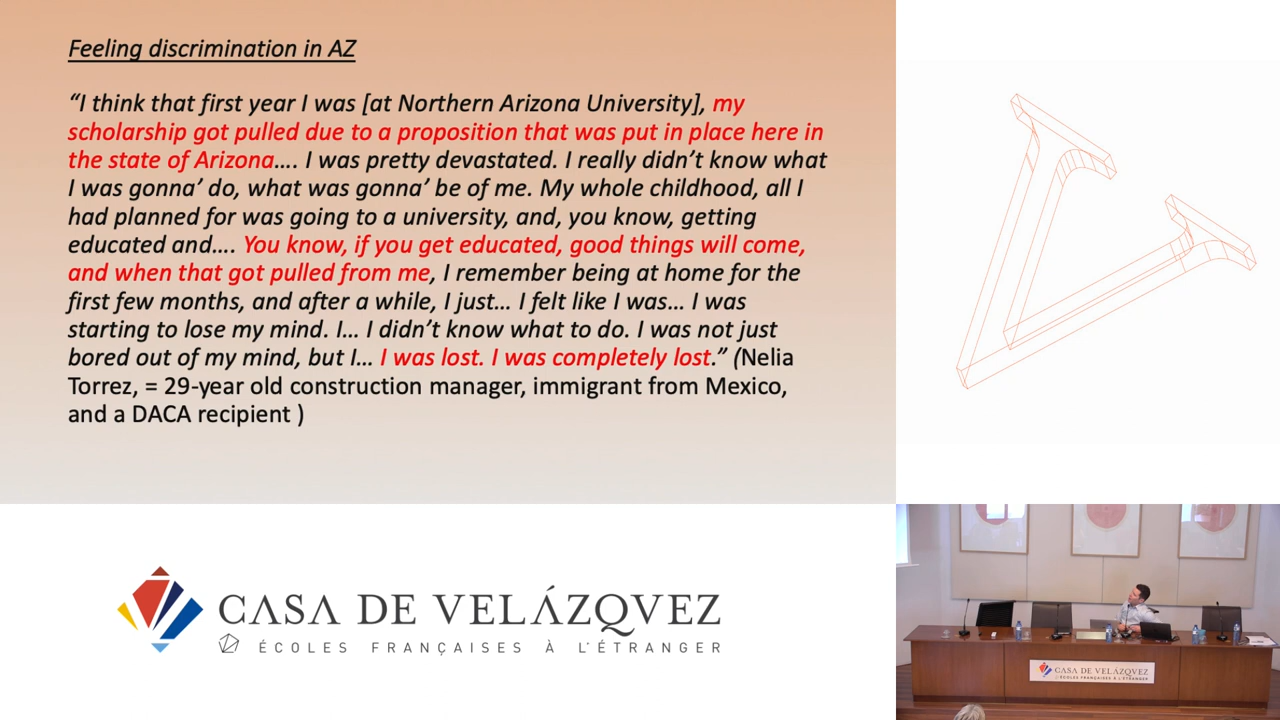 Feeling discrimination in AZ
“I think that first year I was [at Northern Arizona University], my
scholarship got pulled due to a proposition that was put in place here in
the state of Arizona…. I was pretty devastated. I really didn’t know what
I was gonna’ do, what was gonna’ be of me. My whole childhood, all I
had planned for was going to a university, and, you know, getting
educated and…. You know, if you get educated, good things will come,
and when that got pulled from me, I remember being at home for the
first few months, and after a while, I just… I felt like I was… I was
starting to lose my mind. I… I didn’t know what to do. I was not just
bored out of my mind, but I… I was lost. I was completely lost.” (Nelia
Torrez, = 29-year old construction manager, immigrant from Mexico,
and a DACA recipient )
CASA DE VELÁZQVEZ
ÉCOLES FRANÇAISES À L'ÉTRANGER
CASA DE VELÁZQVEZ
ÉCOLES FRANÇAISES À L'ÉTRANGER